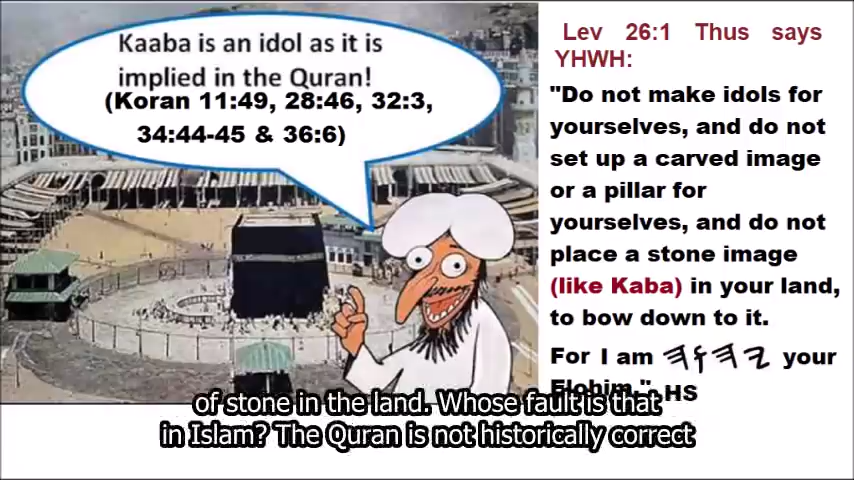 Kaaba is an idol as it is
implied in the Quran!
(Koran 11:49, 28:46, 32:3,
34:44-45 & 36:6)
Lev 26:1 Thus says
YHWH:
"Do not make idols for
yourselves, and do not
set up a carved image
or a pillar for
yourselves, and do not
place a stone image
(like Kaba) in your land,
to bow down to it.
For I am 𐤉𐤄𐤅𐤄 your
Elohim." HS
of stone in the land. Whose fault is that
in Islam? The Quran is not historically correct